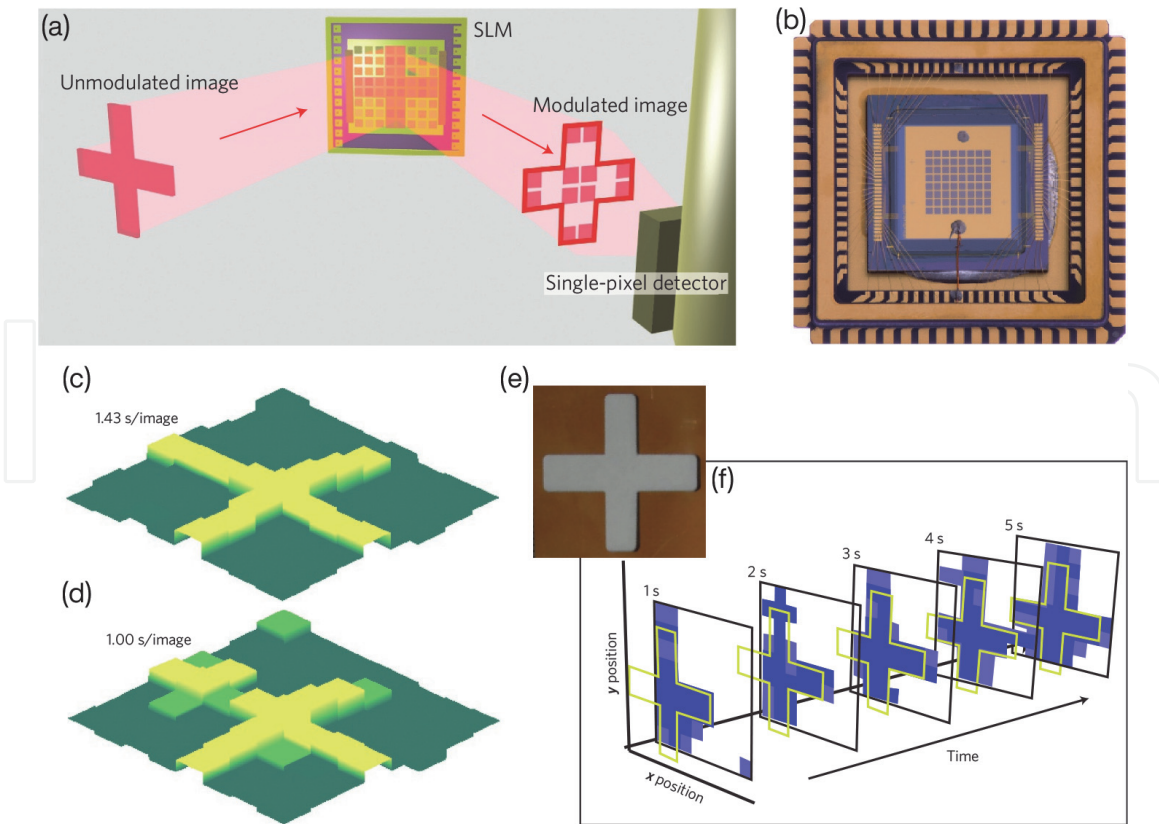 (a)
SLM
Unmodulated image
Modulated image
Single-pixel detector
(b)
(c)
1.43 s/image
(d)
1.00 s/image
(e)
(f)
1 s
2 s
3 s
4 s
5 s
y position
x position
Time